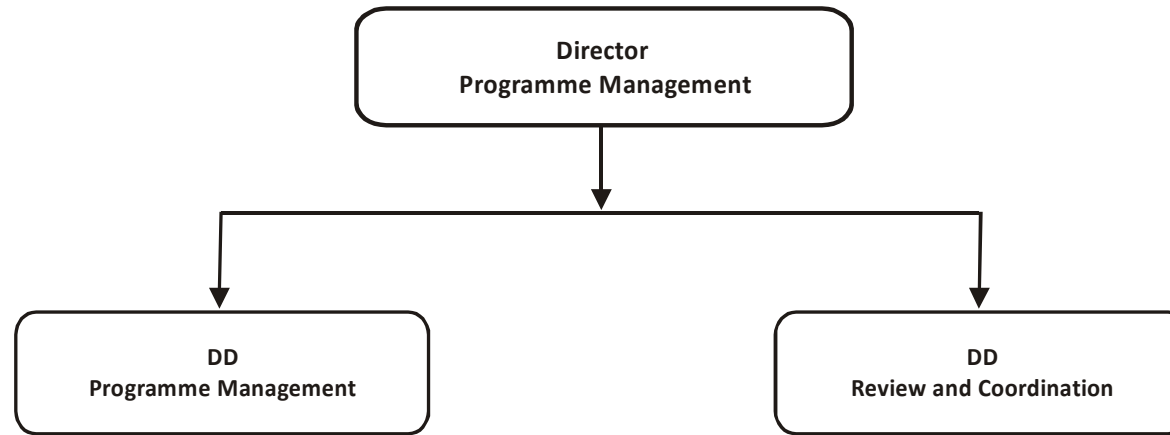 Director
Programme Management
DD
Programme Management
DD
Review and Coordination